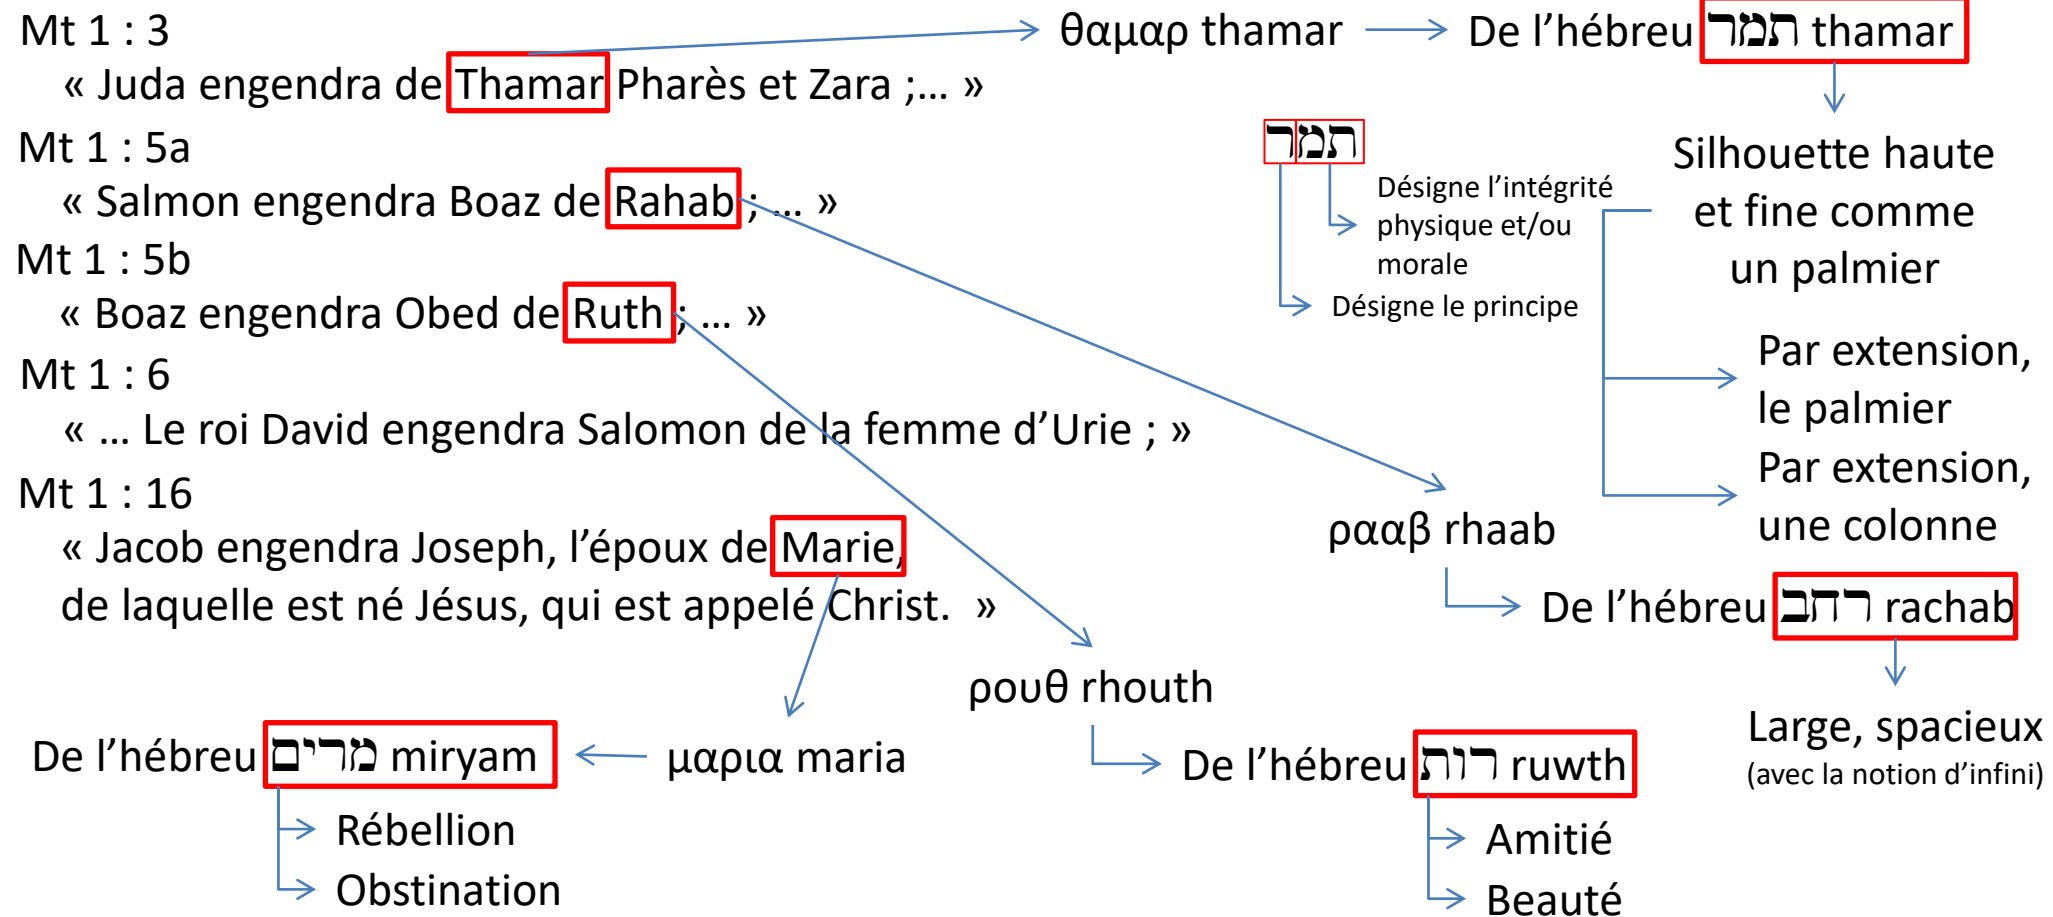 Mt 1 : 3
« Juda engendra de Thamar Pharès et Zara ;… »
Mt 1 : 5a
« Salmon engendra Boaz de Rahab ; … »
Mt 1 : 5b
« Boaz engendra Obed de Ruth ; … »
Mt 1 : 6
« … Le roi David engendra Salomon de la femme d’Urie ; »
Mt 1 : 16
« Jacob engendra Joseph, l’époux de Marie,
de laquelle est né Jésus, qui est appelé Christ. »
θαμαρ thamar
De l’hébreu תמר thamar
תמר
Désigne l’intégrité
physique et/ou
morale
Désigne le principe
Silhouette haute
et fine comme
un palmier
Par extension,
le palmier
Par extension,
une colonne
ρααβ rhaab
De l’hébreu רחב rachab
Large, spacieux
(avec la notion d’infini)
ρουθ rhouth
De l’hébreu רות ruwth
Amitié
Beauté
μαρια maria
De l’hébreu מרים miryam
Rébellion
Obstination